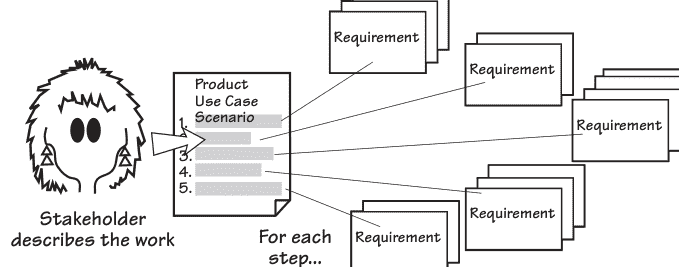 Product
Use Case
Scenario
1.
3.
4.
5.
Requirement
Requirement
Requirement
Requirement
Requirement
Stakeholder
describes the work
For each
step...